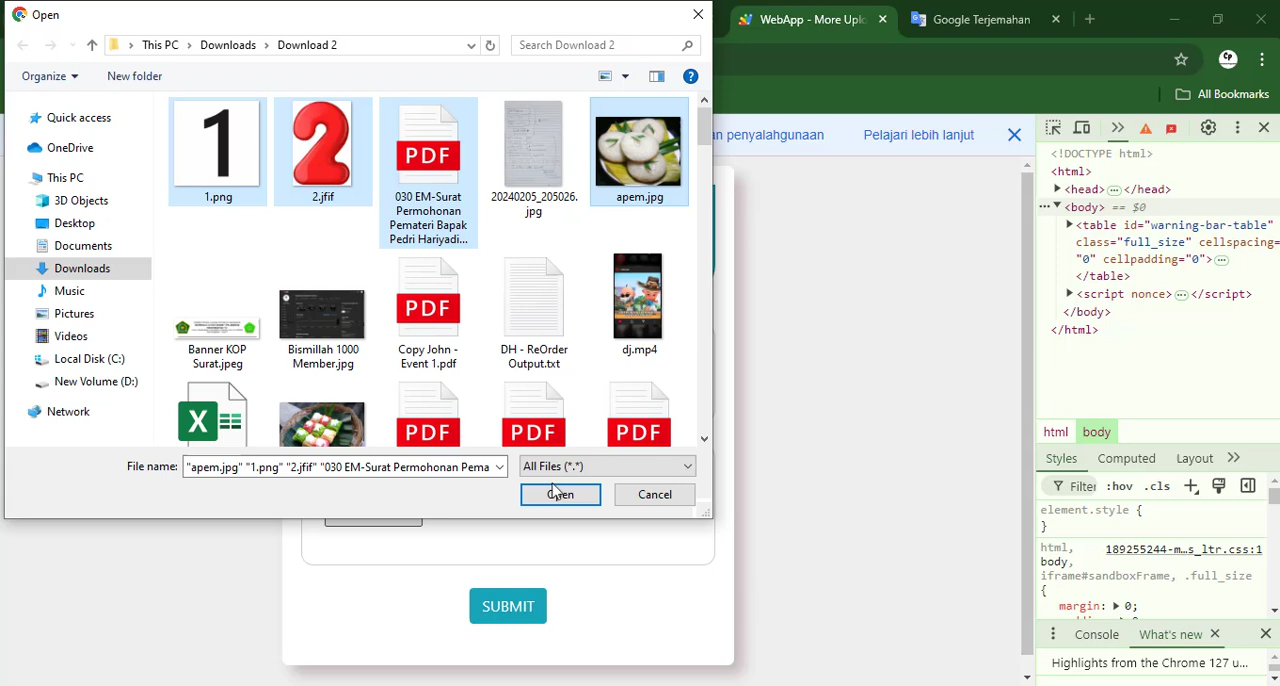 Open
WebApp - More Uplo
Google Terjemahan
This PC
Downloads
Download 2
Search Download 2
CP
All Bookmarks
Organize
New folder
an penyalahgunaan
Pelajari lebih lanjut
Quick access
OneDrive
This PC
3D Objects
Desktop
Documents
Downloads
Music
Pictures
Videos
Local Disk (C:)
New Volume (D:)
Network
1
1.png
2
2.jfif
PDF
030 EM-Surat
Permohonan
Pemateri Bapak
Pedri Hariyadi...
20240205_205026.
jpg
apem.jpg
Banner KOP
Surat.jpeg
Bismillah 1000
Member.jpg
PDF
Copy John -
Event 1.pdf
DH - ReOrder
Output.txt
dj.mp4
X
PDF
PDF
PDF
File name:
"apem.jpg" "1.png" "2.jfif" "030 EM-Surat Permohonan Pema
All Files (*.*)
Open
Cancel
SUBMIT
<!DOCTYPE html>
<html>
<head> … </head>
··· <body> == $0
<table id="warning-bar-table"
class="full_size" cellspacing=
"0" cellpadding="0"> …
</table>
<script nonce> … </script>
</body>
</html>
html
body
Styles
Computed
Layout
Filter
:hov
.cls
element.style {
}
html,
189255244-m…s_ltr.css:1
body,
iframe#sandboxFrame, .full_size
{
margin: 0;
Console
What's new
Highlights from the Chrome 127 u...